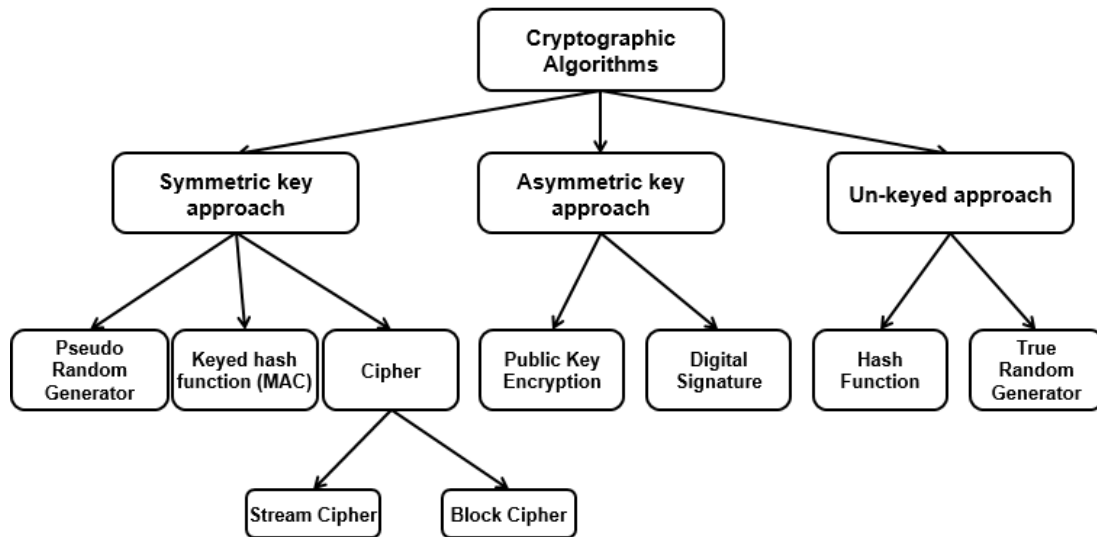 Cryptographic
Algorithms
Symmetric key
approach
Asymmetric key
approach
Un-keyed approach
Pseudo
Random
Generator
Keyed hash
function (MAC)
Cipher
Public Key
Encryption
Digital
Signature
Hash
Function
True
Random
Generator
Stream Cipher
Block Cipher